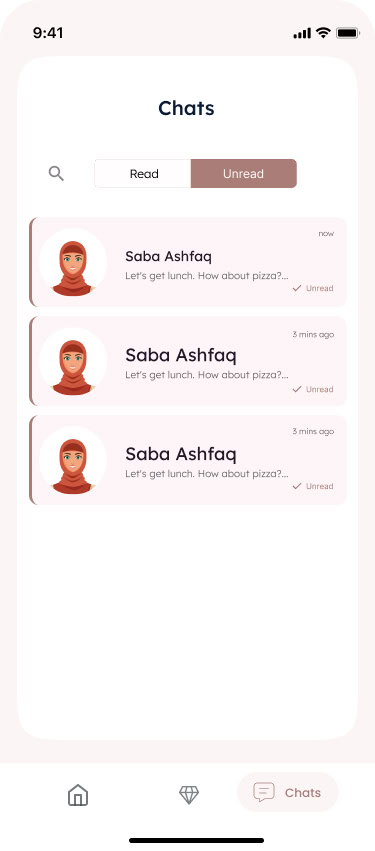 9:41
Chats
Read
Unread
now
Saba Ashfaq
Let's get lunch. How about pizza?...
Unread
3 mins ago
Saba Ashfaq
Let's get lunch. How about pizza?...
Unread
3 mins ago
Saba Ashfaq
Let's get lunch. How about pizza?...
Unread
Chats